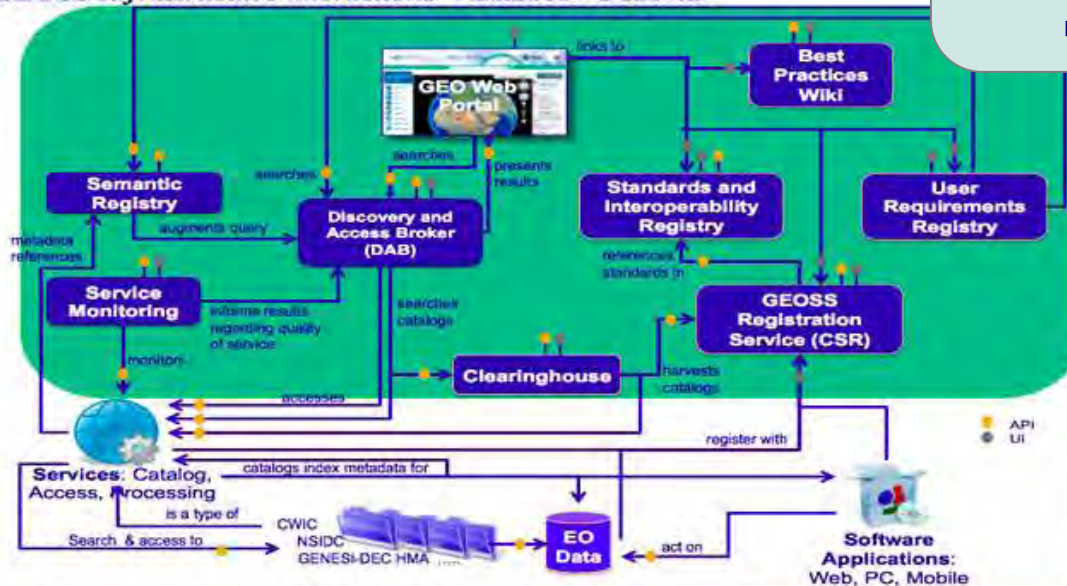 links to
Best
Practices
Wiki
GEO Web
Portal
searches
presents
results
searches
Semantic
Registry
Discovery and
Access Broker
(DAB)
Standards and
Interoperability
Registry
User
Requirements
Registry
augments query
metadata
references
references
standards in
Service
Monitoring
informs results
regarding quality
of service
searches
catalogs
GEOSS
Registration
Service (CSR)
monitors
Clearinghouse
harvests
catalogs
accesses
API
UI
register with
catalogs index metadata for
Services: Catalog,
Access, Processing
is a type of
CWIC
NSIDC
GENESI-DEC HMA
Search & access to
EO
Data
act on
Software
Applications:
Web, PC, Mobile